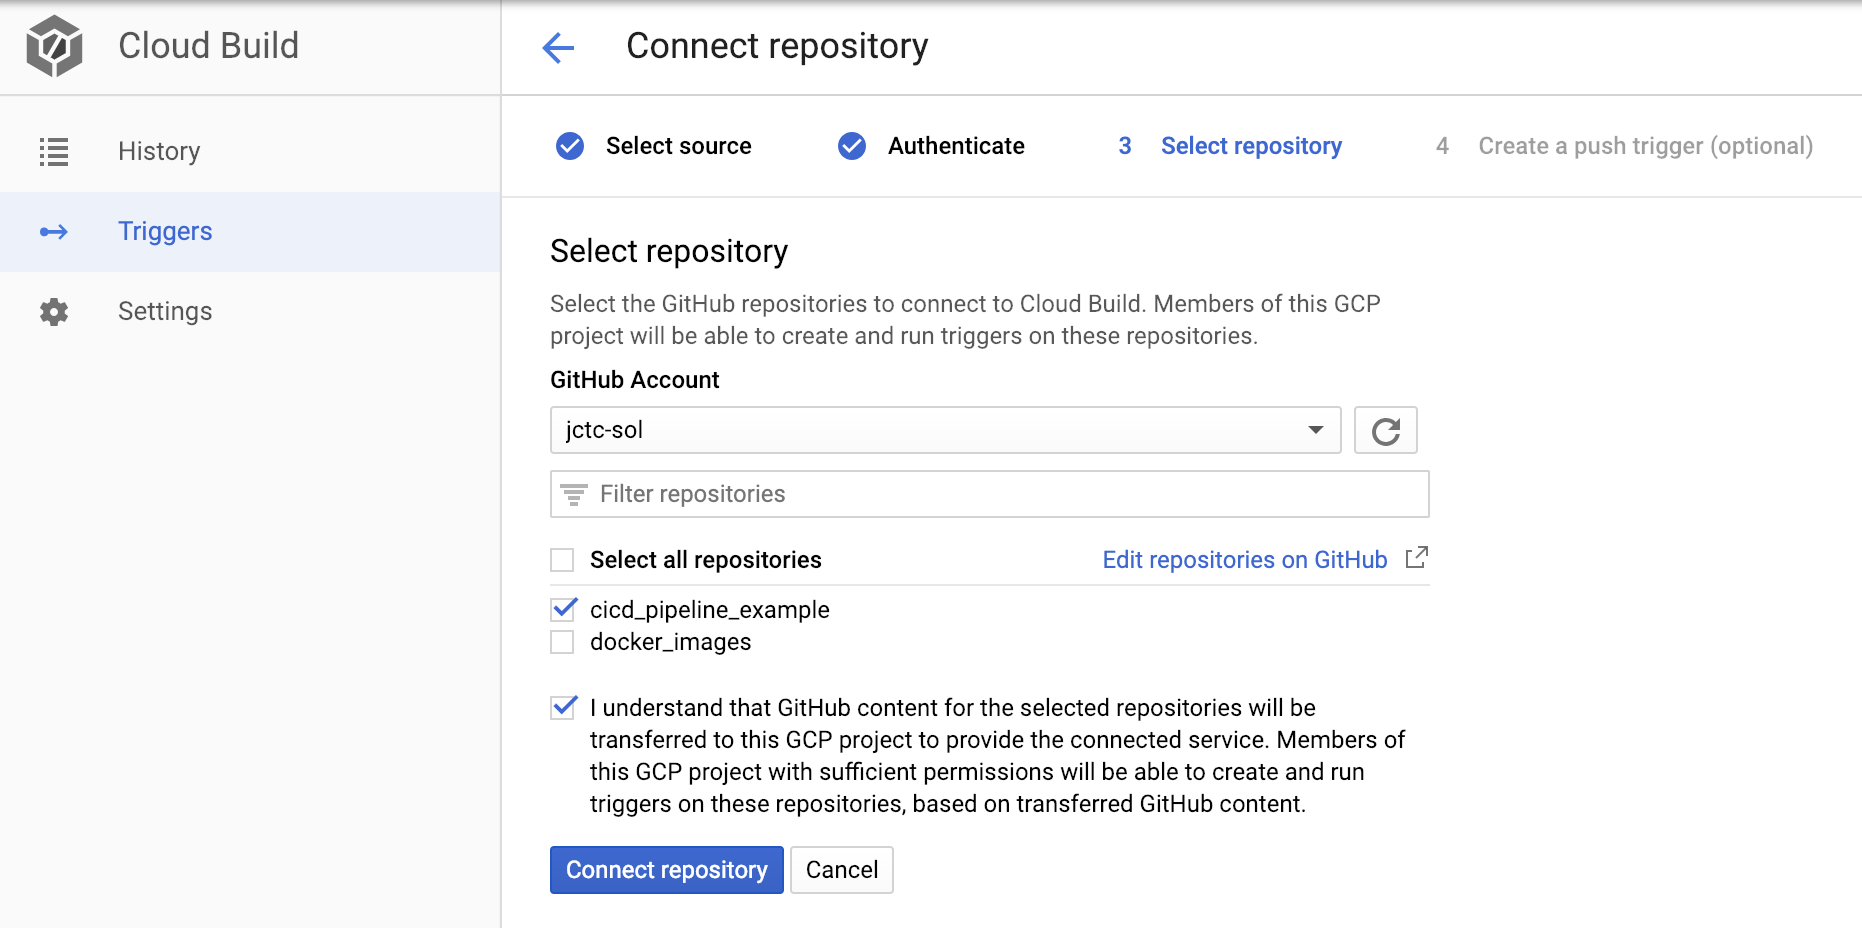 Cloud Build
Connect repository
History
Triggers
Settings
Select source
Authenticate
3 Select repository
4 Create a push trigger (optional)
Select repository
Select the GitHub repositories to connect to Cloud Build. Members of this GCP
project will be able to create and run triggers on these repositories.
GitHub Account
jctc-sol
Filter repositories
Select all repositories
Edit repositories on GitHub
cicd_pipeline_example
docker_images
I understand that GitHub content for the selected repositories will be
transferred to this GCP project to provide the connected service. Members of
this GCP project with sufficient permissions will be able to create and run
triggers on these repositories, based on transferred GitHub content.
Connect repository
Cancel